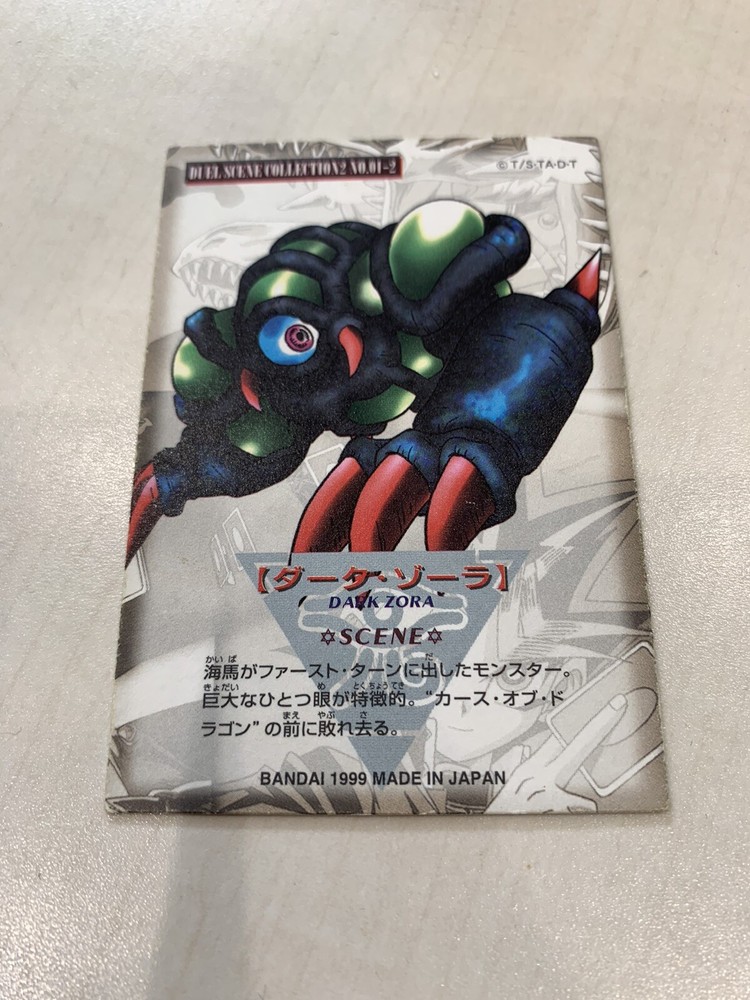 DUEL SCENE COLLECTION2 NO.01-2
©T/S·TA·D·T
【ダーク・ゾーラ】
DARK ZORA
✡SCENE✡
海馬がファースト・ターンに出したモンスター。
巨大なひとつ眼が特徴的。“カース・オブ・ド
ラゴン”の前に敗れ去る。
BANDAI 1999 MADE IN JAPAN